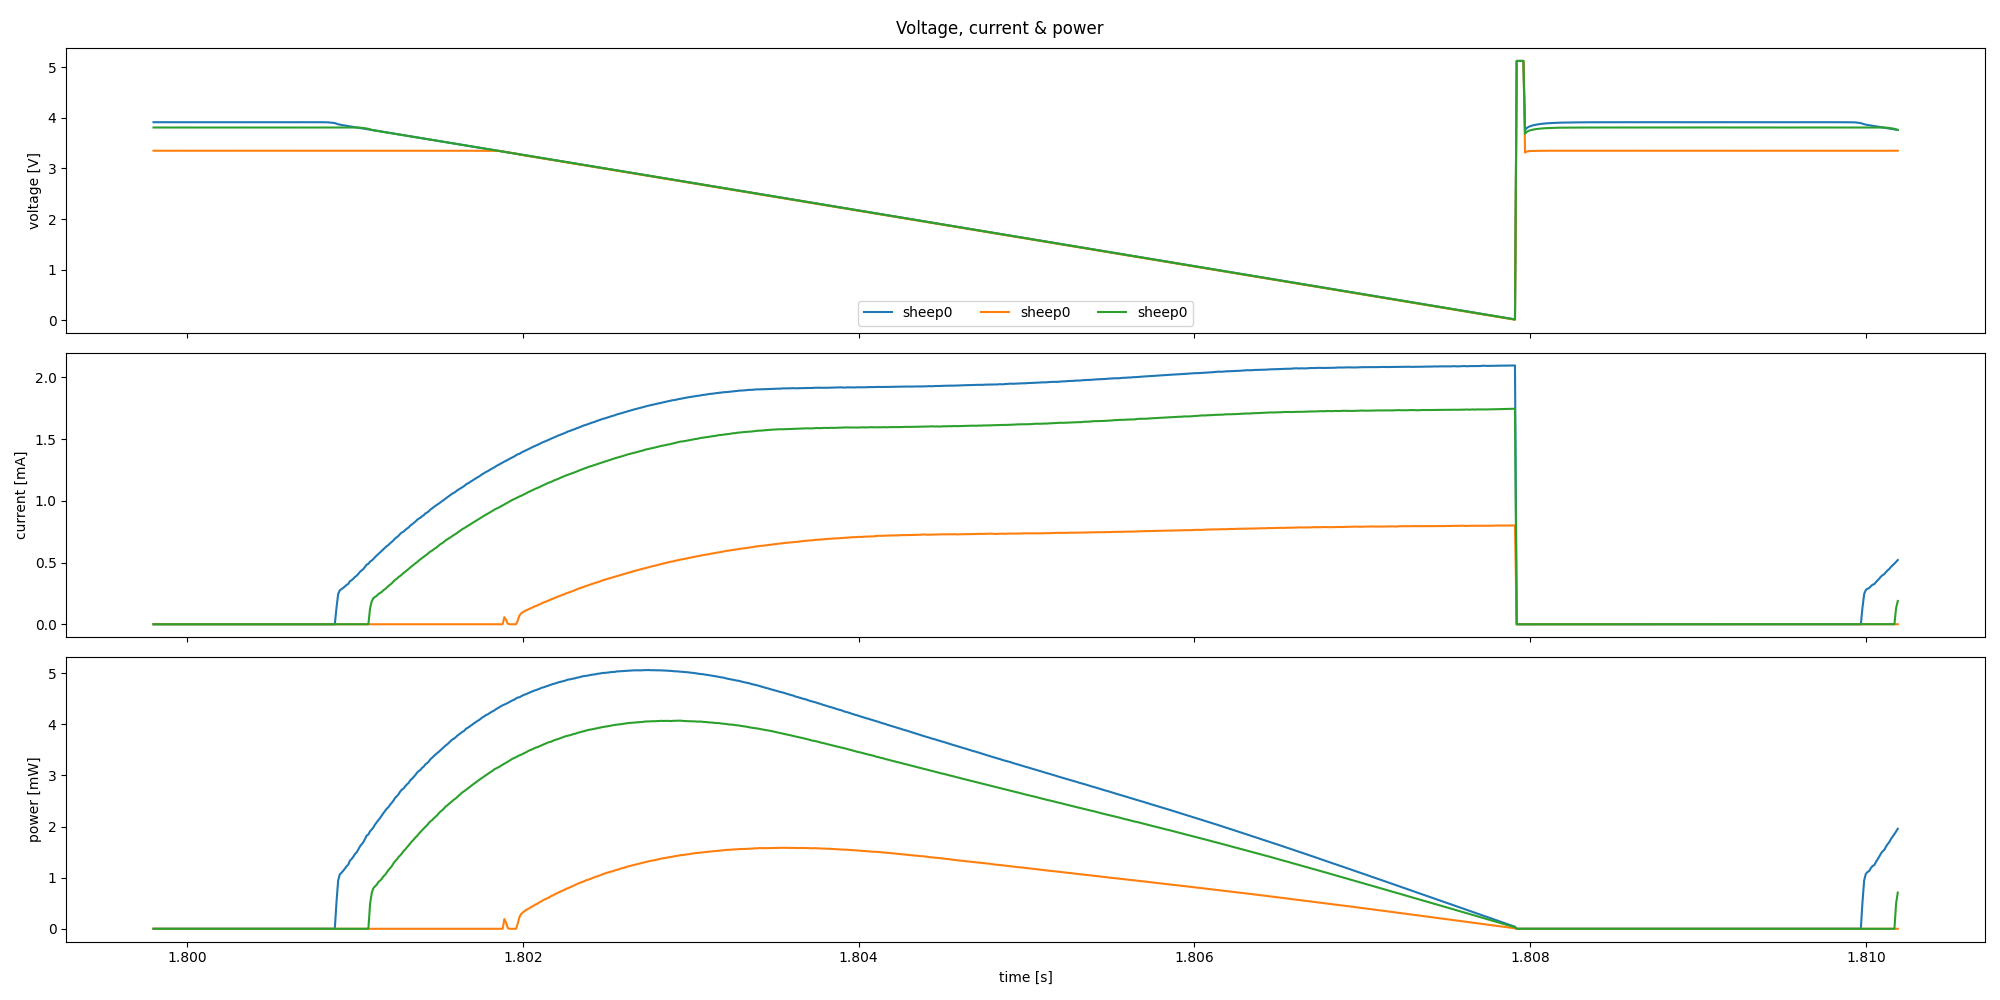 Voltage, current & power
voltage [V]
5
4
3
2
1
0
sheep0 sheep0 sheep0
current [mA]
2.0
1.5
1.0
0.5
0.0
power [mW]
5
4
3
2
1
0
1.800 1.802 1.804 1.806 1.808 1.810
time [s]